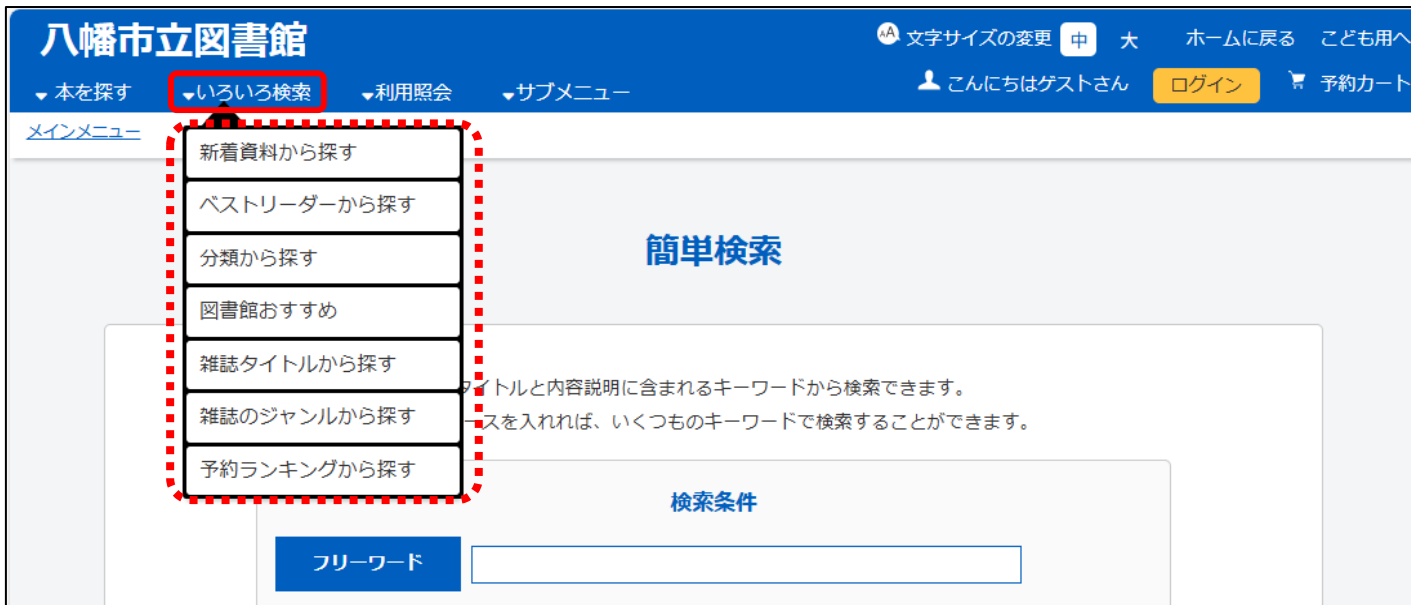 八幡市立図書館
AA 文字サイズの変更 中 大 ホームに戻る こども用へ
本を探す いろいろ検索 利用照会 サブメニュー
こんにちはゲストさん ログイン 予約カート
メインメニュー
新着資料から探す
ベストリーダーから探す
分類から探す
図書館おすすめ
雑誌タイトルから探す
雑誌のジャンルから探す
予約ランキングから探す
簡単検索
タイトルと内容説明に含まれるキーワードから検索できます。
ースを入れれば、いくつものキーワードで検索することができます。
検索条件
フリーワード